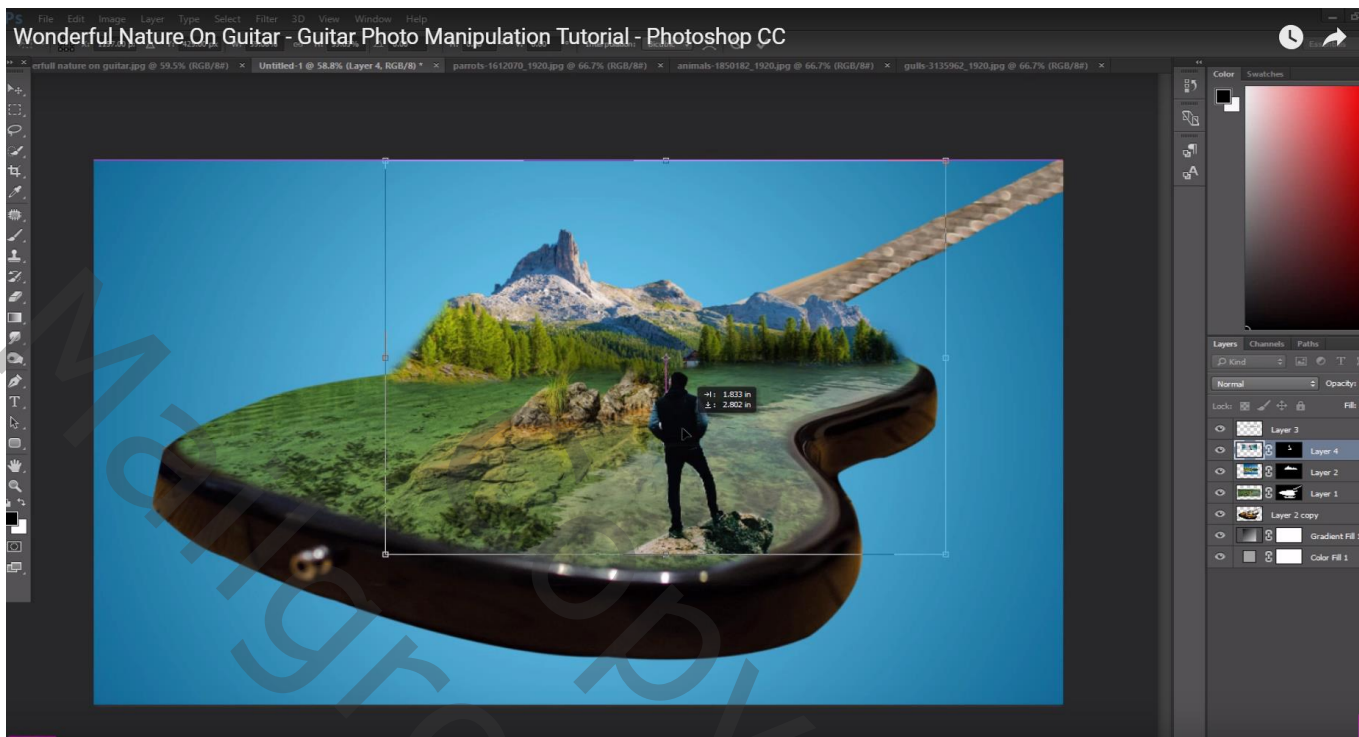 Ps File Edit Image Layer Type Select Filter 3D View Window Help
Wonderful Nature On Guitar - Guitar Photo Manipulation Tutorial - Photoshop CC
erfull nature on guitar.jpg @ 59.5% (RGB/8#) × Untitled-1 @ 58.8% (Layer 4, RGB/8) * × parrots-1612070_1920.jpg @ 66.7% (RGB/8#) × animals-1850182_1920.jpg @ 66.7% (RGB/8#) × gulls-3135962_1920.jpg @ 66.7% (RGB/8#) ×
Color Swatches
1.833 in
2.802 in
Layers Channels Paths
Kind
Normal Opacity:
Lock: Fill:
Layer 3
Layer 4
Layer 2
Layer 1
Layer 2 copy
Gradient Fill 1
Color Fill 1